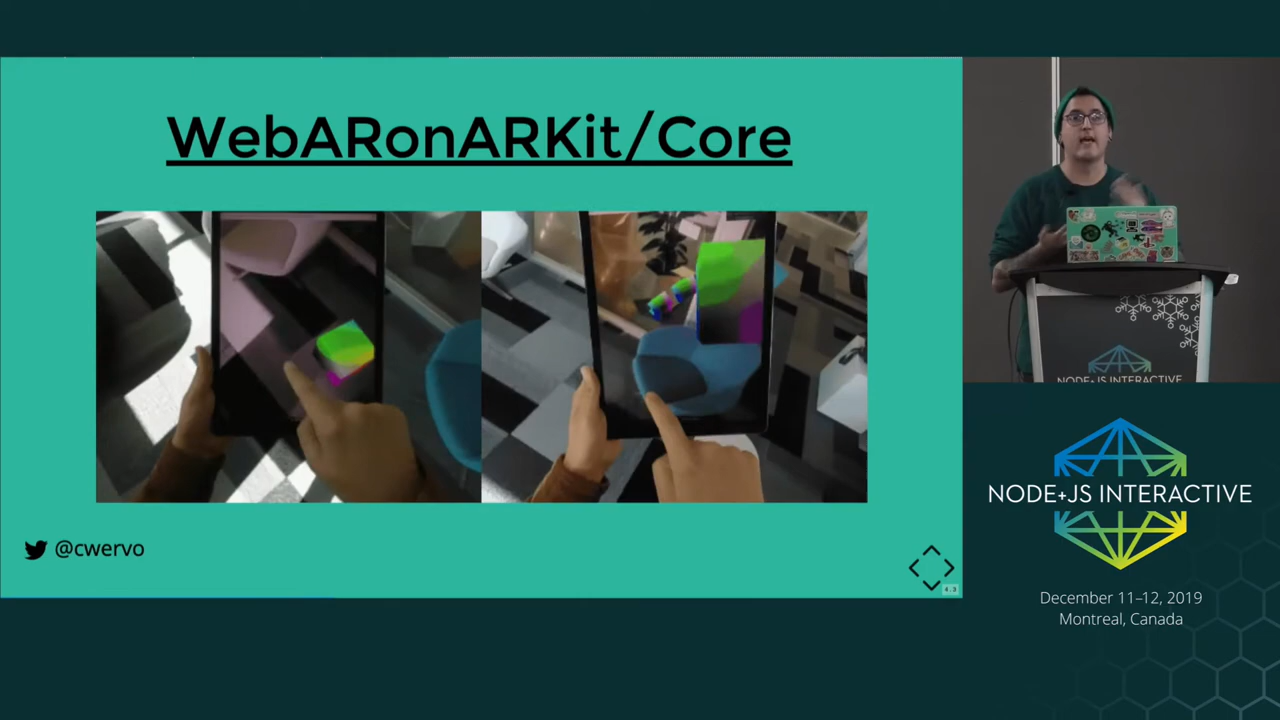 WebARonARKit/Core
@cwervo
NODE+JS INTERACTIVE
NODE+JS INTERACTIVE
December 11–12, 2019
Montreal, Canada